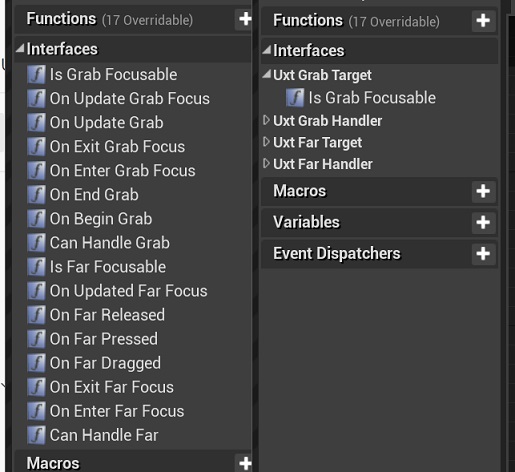 Functions (17 Overridable) +
Interfaces
Is Grab Focusable
On Update Grab Focus
On Update Grab
On Exit Grab Focus
On Enter Grab Focus
On End Grab
On Begin Grab
Can Handle Grab
Is Far Focusable
On Updated Far Focus
On Far Released
On Far Pressed
On Far Dragged
On Exit Far Focus
On Enter Far Focus
Can Handle Far
Macros +
Functions (17 Overridable) +
Interfaces
Uxt Grab Target
Is Grab Focusable
Uxt Grab Handler
Uxt Far Target
Uxt Far Handler
Macros +
Variables +
Event Dispatchers +